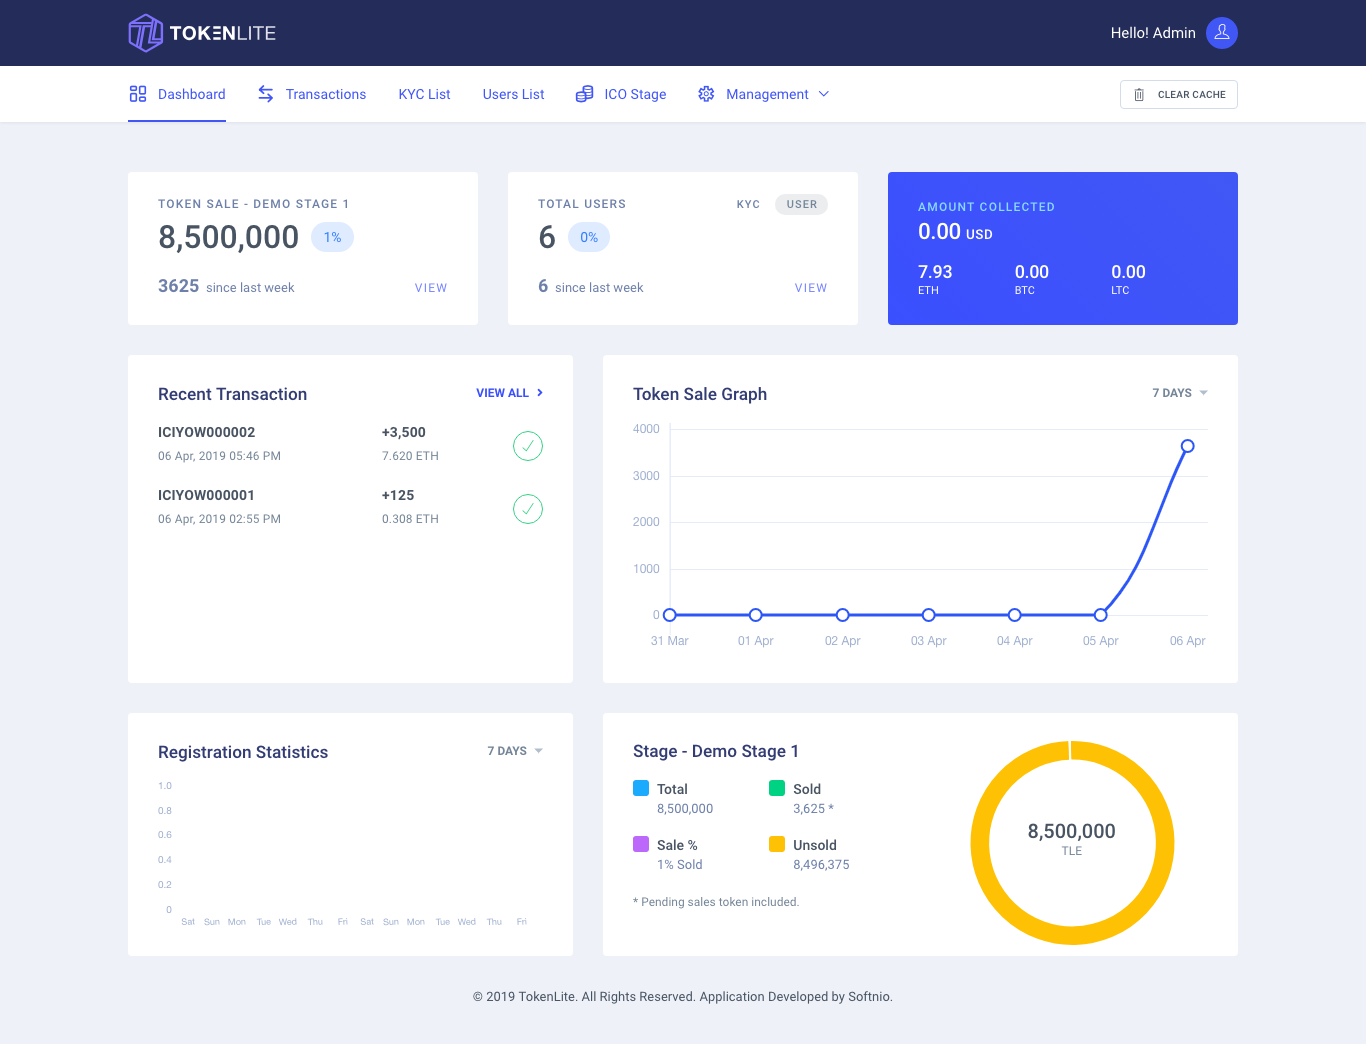 TOKENLITE
Hello! Admin
Dashboard
Transactions
KYC List
Users List
ICO Stage
Management
CLEAR CACHE
TOKEN SALE - DEMO STAGE 1
8,500,000 1%
3625 since last week
VIEW
TOTAL USERS
KYC USER
6 0%
6 since last week
VIEW
AMOUNT COLLECTED
0.00 USD
7.93 0.00 0.00
ETH BTC LTC
Recent Transaction
VIEW ALL
ICIYOW000002 +3,500
06 Apr, 2019 05:46 PM 7.620 ETH
ICIYOW000001 +125
06 Apr, 2019 02:55 PM 0.308 ETH
Token Sale Graph
7 DAYS
4000
3000
2000
1000
0
31 Mar 01 Apr 02 Apr 03 Apr 04 Apr 05 Apr 06 Apr
Registration Statistics
7 DAYS
1.0
0.8
0.6
0.4
0.2
0
Sat Sun Mon Tue Wed Thu Fri Sat Sun Mon Tue Wed Thu Fri
Stage - Demo Stage 1
Total Sold
8,500,000 3,625 *
Sale % Unsold
1% Sold 8,496,375
* Pending sales token included.
8,500,000
TLE
© 2019 TokenLite. All Rights Reserved. Application Developed by Softnio.